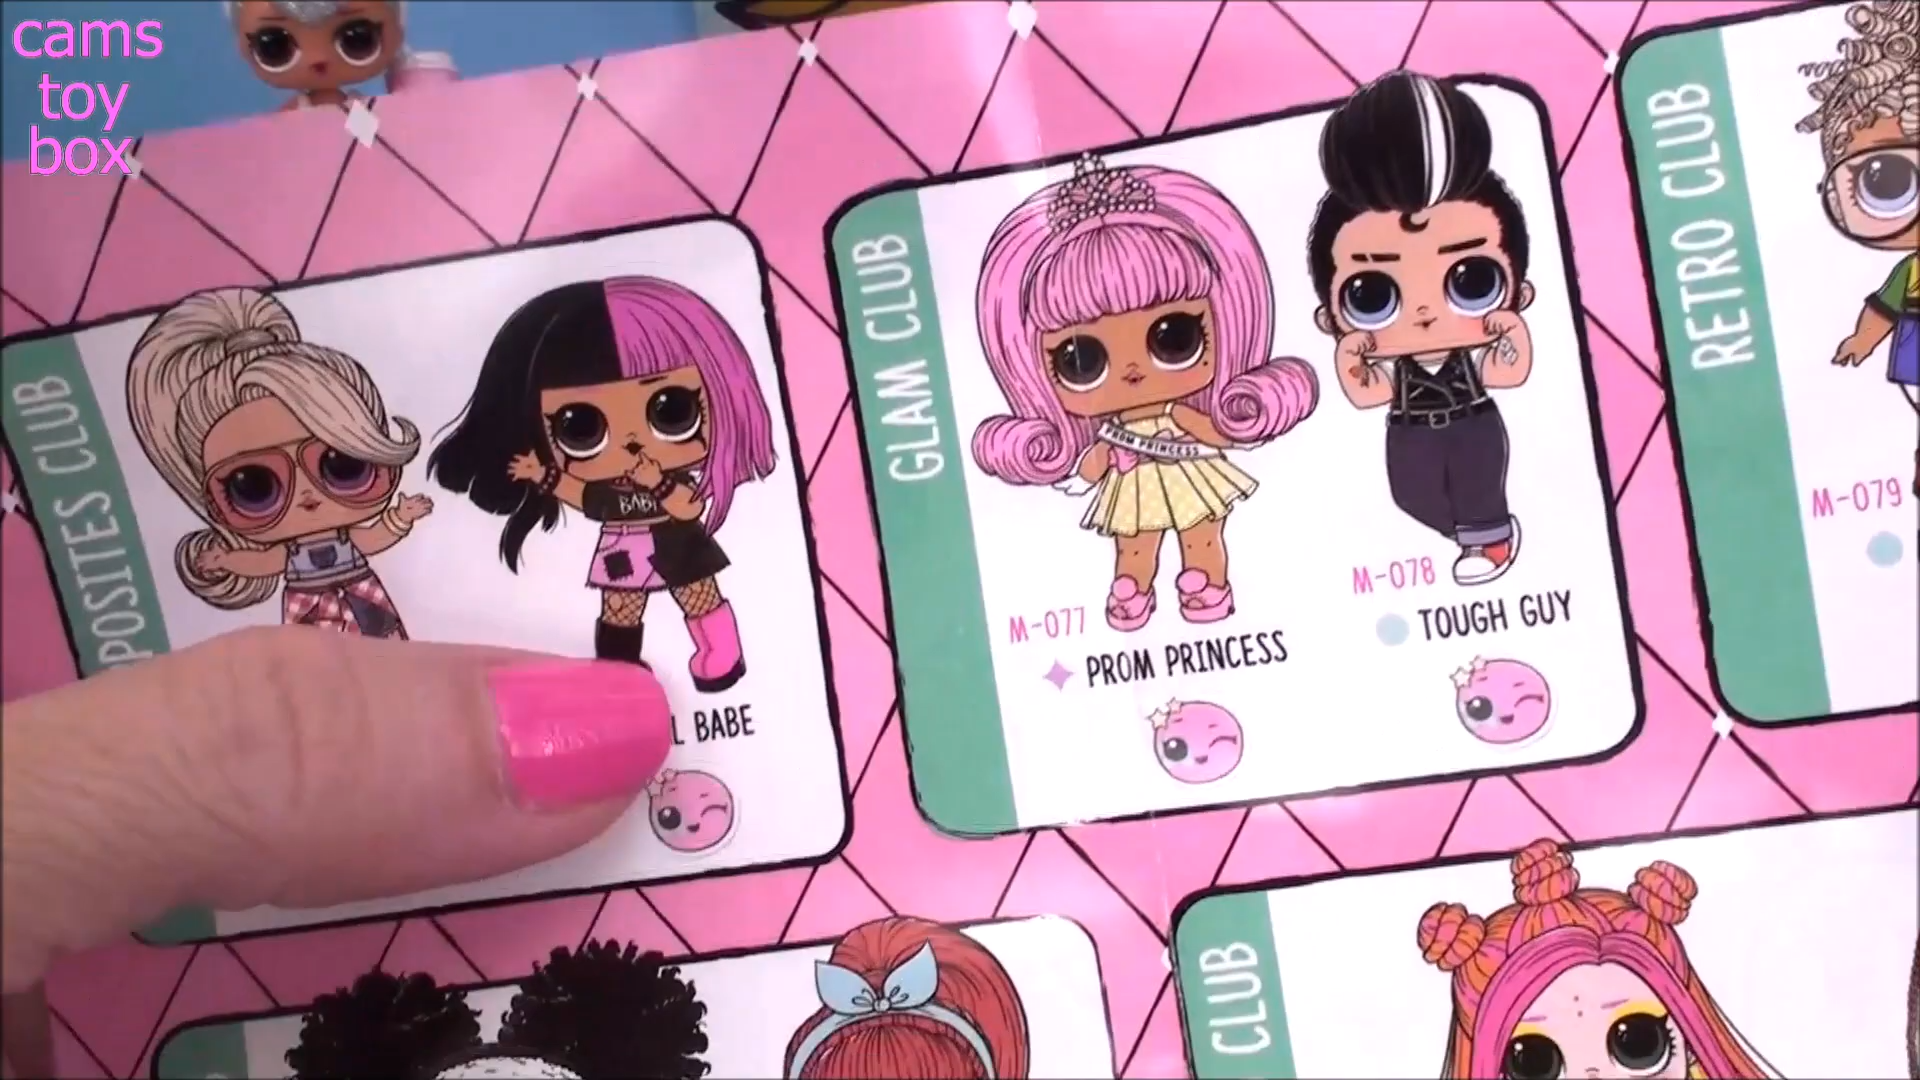 cams
toy
box
POSITES CLUB
BABE
GLAM CLUB
PROM PRINCESS
M-077
PROM PRINCESS
M-078
TOUGH GUY
RETRO CLUB
M-079
CLUB